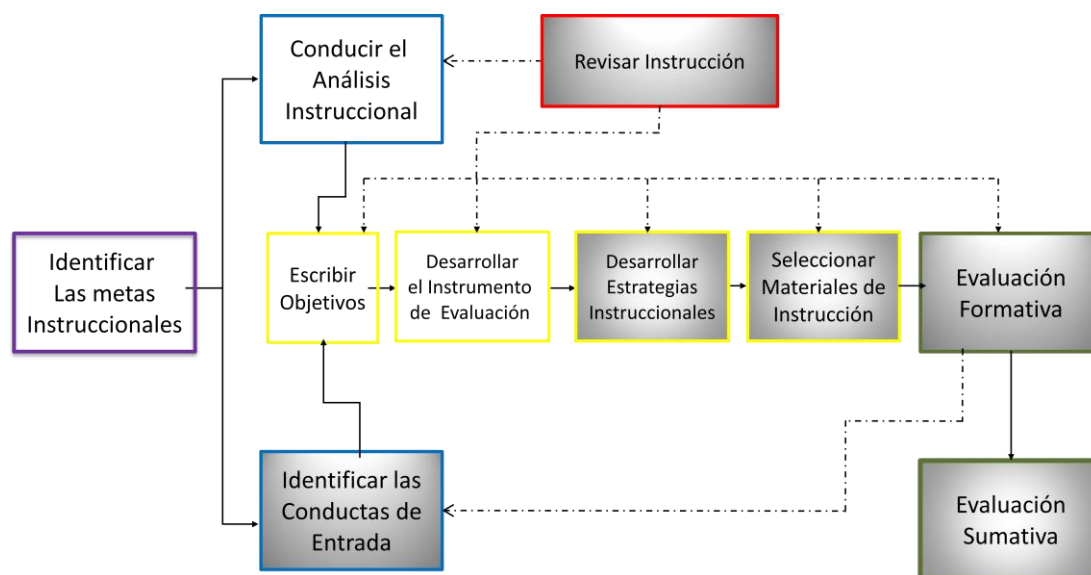 Conducir el
Análisis
Instruccional
Revisar Instrucción
Identificar
Las metas
Instruccionales
Escribir
Objetivos
Desarrollar
el Instrumento
de Evaluación
Desarrollar
Estrategias
Instruccionales
Seleccionar
Materiales de
Instrucción
Evaluación
Formativa
Identificar las
Conductas de
Entrada
Evaluación
Sumativa